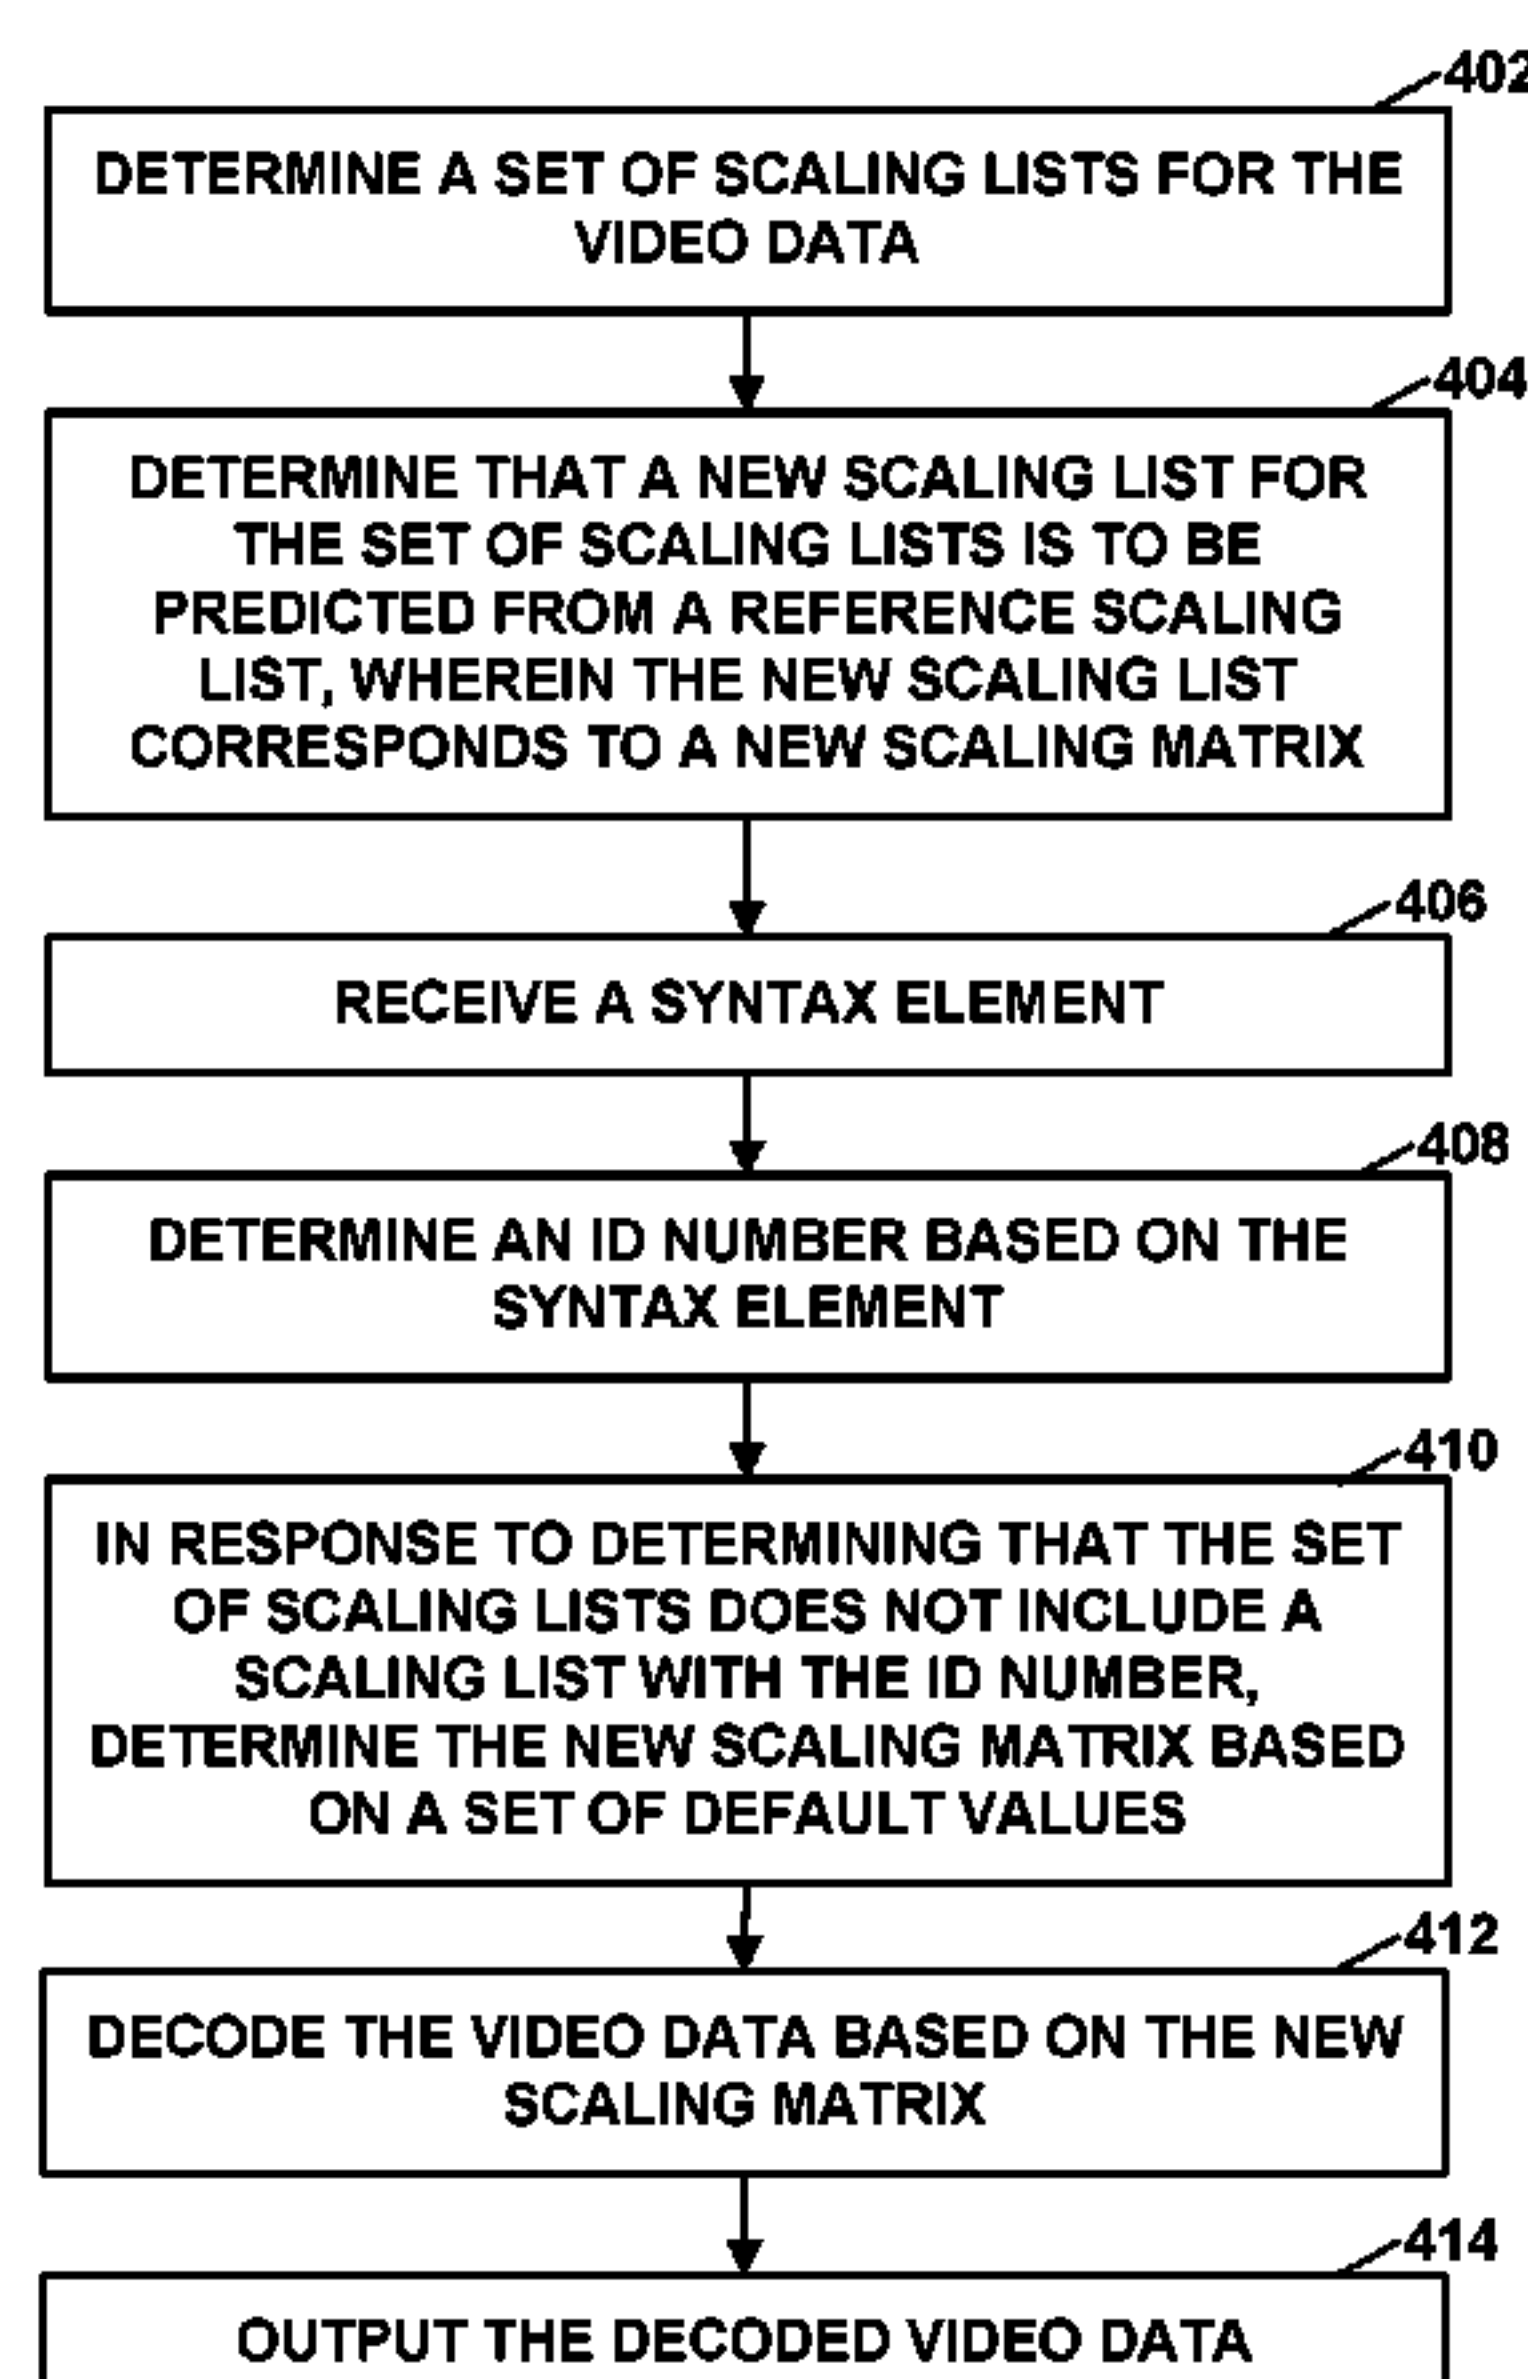 402
DETERMINE A SET OF SCALING LISTS FOR THE
VIDEO DATA
404
DETERMINE THAT A NEW SCALING LIST FOR
THE SET OF SCALING LISTS IS TO BE
PREDICTED FROM A REFERENCE SCALING
LIST, WHEREIN THE NEW SCALING LIST
CORRESPONDS TO A NEW SCALING MATRIX
406
RECEIVE A SYNTAX ELEMENT
408
DETERMINE AN ID NUMBER BASED ON THE
SYNTAX ELEMENT
410
IN RESPONSE TO DETERMINING THAT THE SET
OF SCALING LISTS DOES NOT INCLUDE A
SCALING LIST WITH THE ID NUMBER,
DETERMINE THE NEW SCALING MATRIX BASED
ON A SET OF DEFAULT VALUES
412
DECODE THE VIDEO DATA BASED ON THE NEW
SCALING MATRIX
414
OUTPUT THE DECODED VIDEO DATA